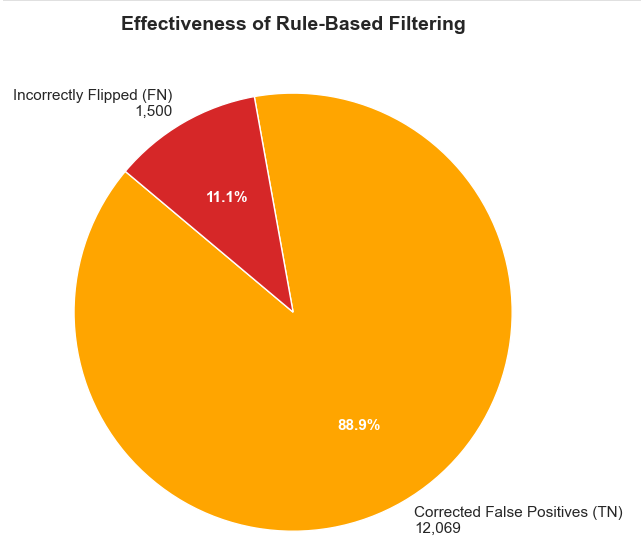 Effectiveness of Rule-Based Filtering
Incorrectly Flipped (FN)
1,500
11.1%
88.9%
Corrected False Positives (TN)
12,069